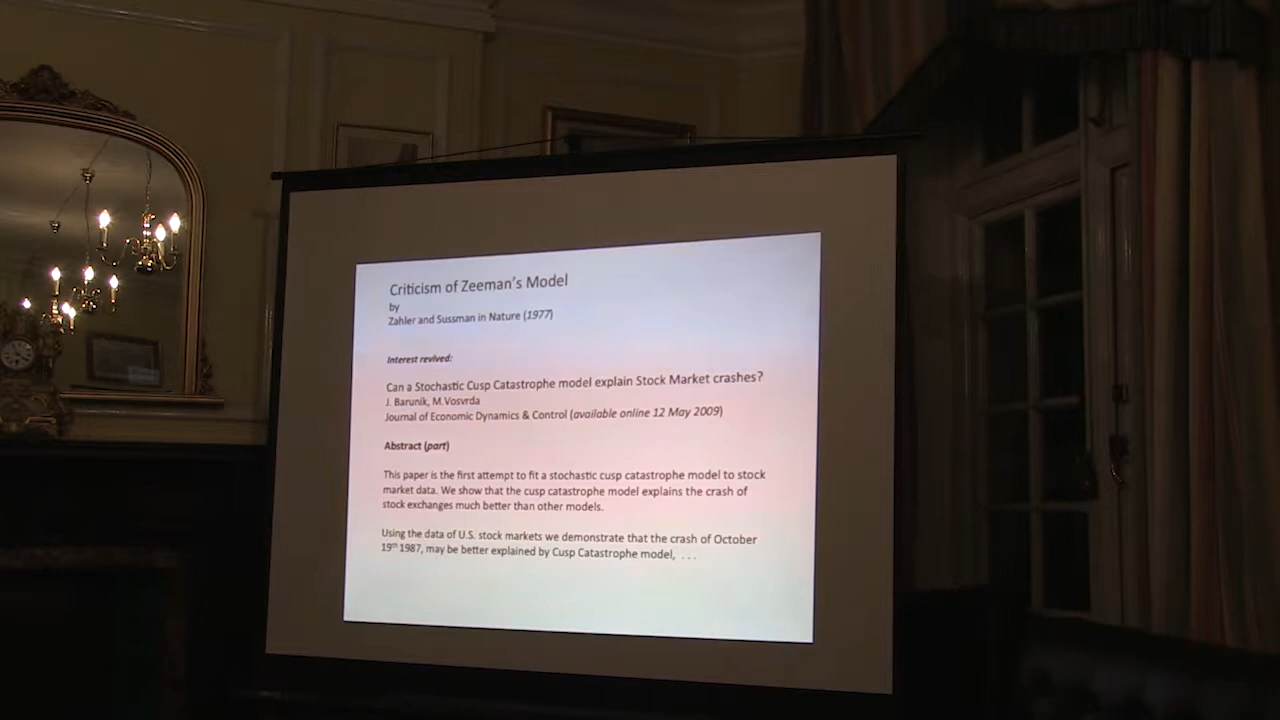 Criticism of Zeeman's Model
by
Zahler and Sussman in Nature (1977)
Interest revived:
Can a Stochastic Cusp Catastrophe model explain Stock Market crashes?
J. Barunik, M.Vosvrda
Journal of Economic Dynamics & Control (available online 12 May 2009)
Abstract (part)
This paper is the first attempt to fit a stochastic cusp catastrophe model to stock
market data. We show that the cusp catastrophe model explains the crash of
stock exchanges much better than other models.
Using the data of U.S. stock markets we demonstrate that the crash of October
19th 1987, may be better explained by Cusp Catastrophe model, . . .